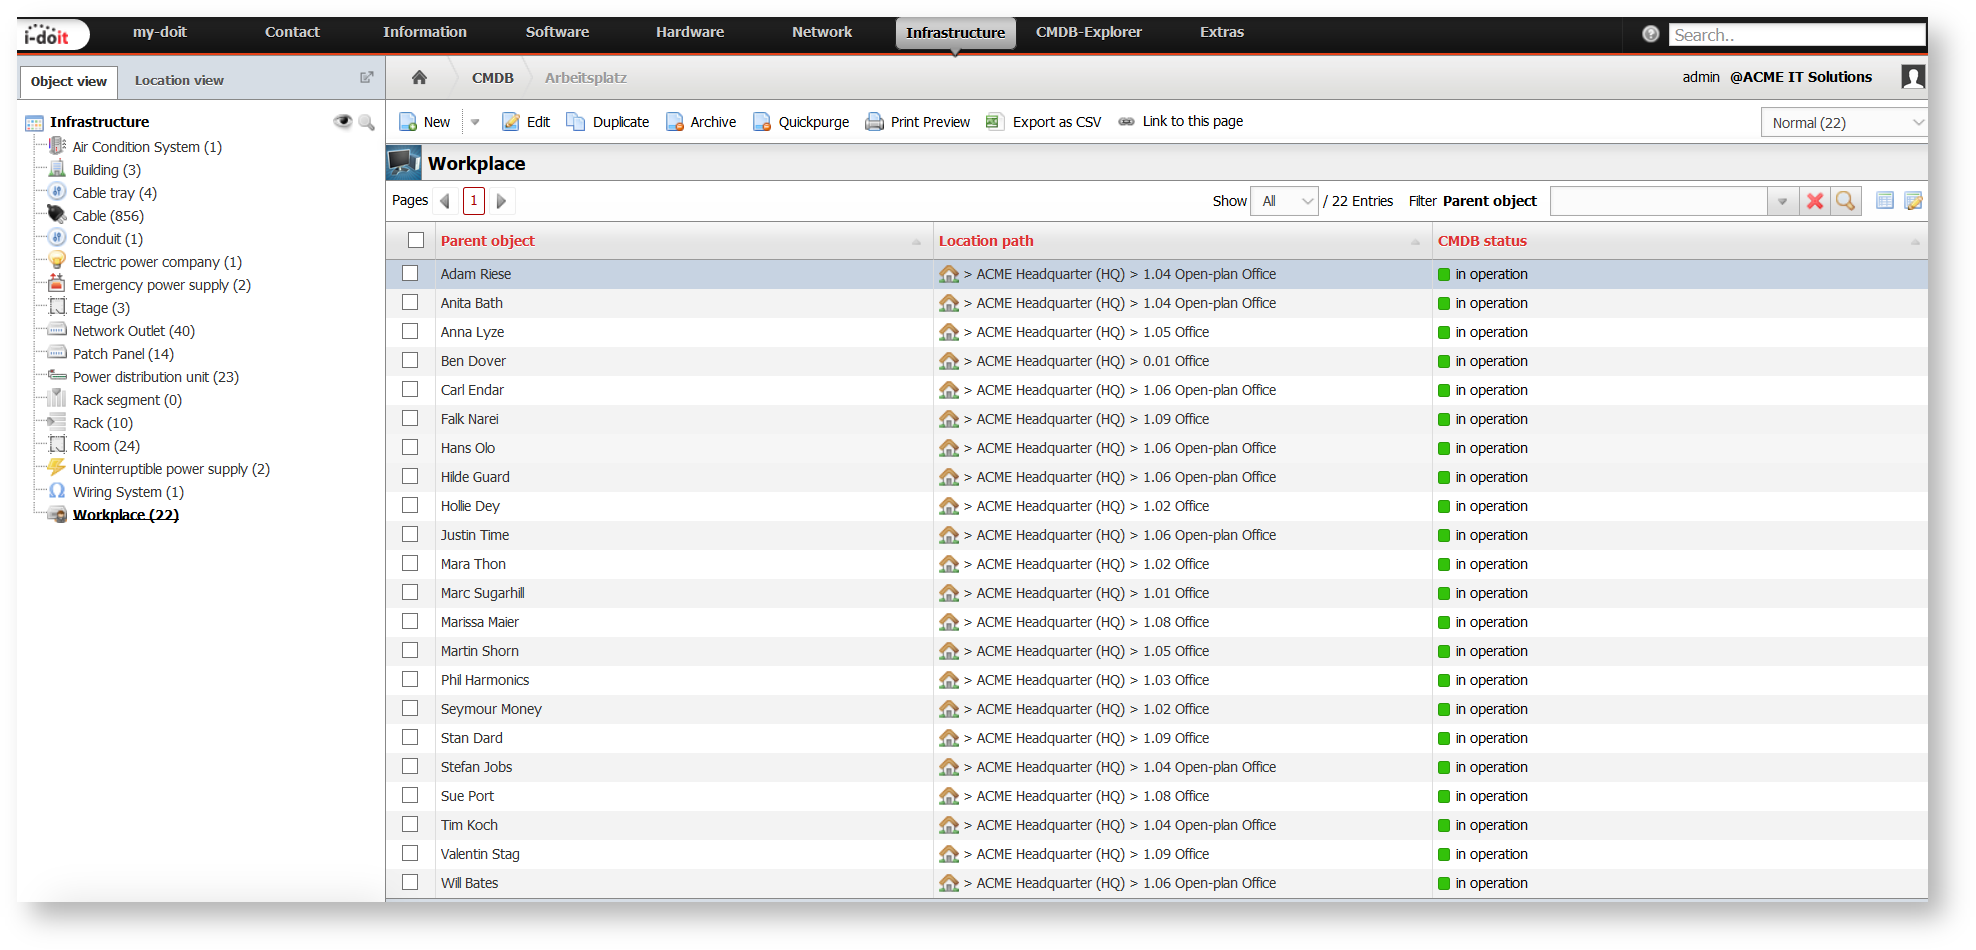 i-doit my-doit Contact Information Software Hardware Network Infrastructure CMDB-Explorer Extras ? Search..
Object view Location view CMDB Arbeitsplatz admin @ACME IT Solutions
Infrastructure
Air Condition System (1)
Building (3)
Cable tray (4)
Cable (856)
Conduit (1)
Electric power company (1)
Emergency power supply (2)
Etage (3)
Network Outlet (40)
Patch Panel (14)
Power distribution unit (23)
Rack segment (0)
Rack (10)
Room (24)
Uninterruptible power supply (2)
Wiring System (1)
Workplace (22)
New Edit Duplicate Archive Quickpurge Print Preview Export as CSV Link to this page Normal (22)
Workplace
Pages 1 Show All / 22 Entries Filter Parent object
Parent object Location path CMDB status
Adam Riese > ACME Headquarter (HQ) > 1.04 Open-plan Office in operation
Anita Bath > ACME Headquarter (HQ) > 1.04 Open-plan Office in operation
Anna Lyze > ACME Headquarter (HQ) > 1.05 Office in operation
Ben Dover > ACME Headquarter (HQ) > 0.01 Office in operation
Carl Endar > ACME Headquarter (HQ) > 1.06 Open-plan Office in operation
Falk Narei > ACME Headquarter (HQ) > 1.09 Office in operation
Hans Olo > ACME Headquarter (HQ) > 1.06 Open-plan Office in operation
Hilde Guard > ACME Headquarter (HQ) > 1.06 Open-plan Office in operation
Hollie Dey > ACME Headquarter (HQ) > 1.02 Office in operation
Justin Time > ACME Headquarter (HQ) > 1.06 Open-plan Office in operation
Mara Thon > ACME Headquarter (HQ) > 1.02 Office in operation
Marc Sugarhill > ACME Headquarter (HQ) > 1.01 Office in operation
Marissa Maier > ACME Headquarter (HQ) > 1.08 Office in operation
Martin Shorn > ACME Headquarter (HQ) > 1.05 Office in operation
Phil Harmonics > ACME Headquarter (HQ) > 1.03 Office in operation
Seymour Money > ACME Headquarter (HQ) > 1.02 Office in operation
Stan Dard > ACME Headquarter (HQ) > 1.09 Office in operation
Stefan Jobs > ACME Headquarter (HQ) > 1.04 Open-plan Office in operation
Sue Port > ACME Headquarter (HQ) > 1.08 Office in operation
Tim Koch > ACME Headquarter (HQ) > 1.04 Open-plan Office in operation
Valentin Stag > ACME Headquarter (HQ) > 1.09 Office in operation
Will Bates > ACME Headquarter (HQ) > 1.06 Open-plan Office in operation